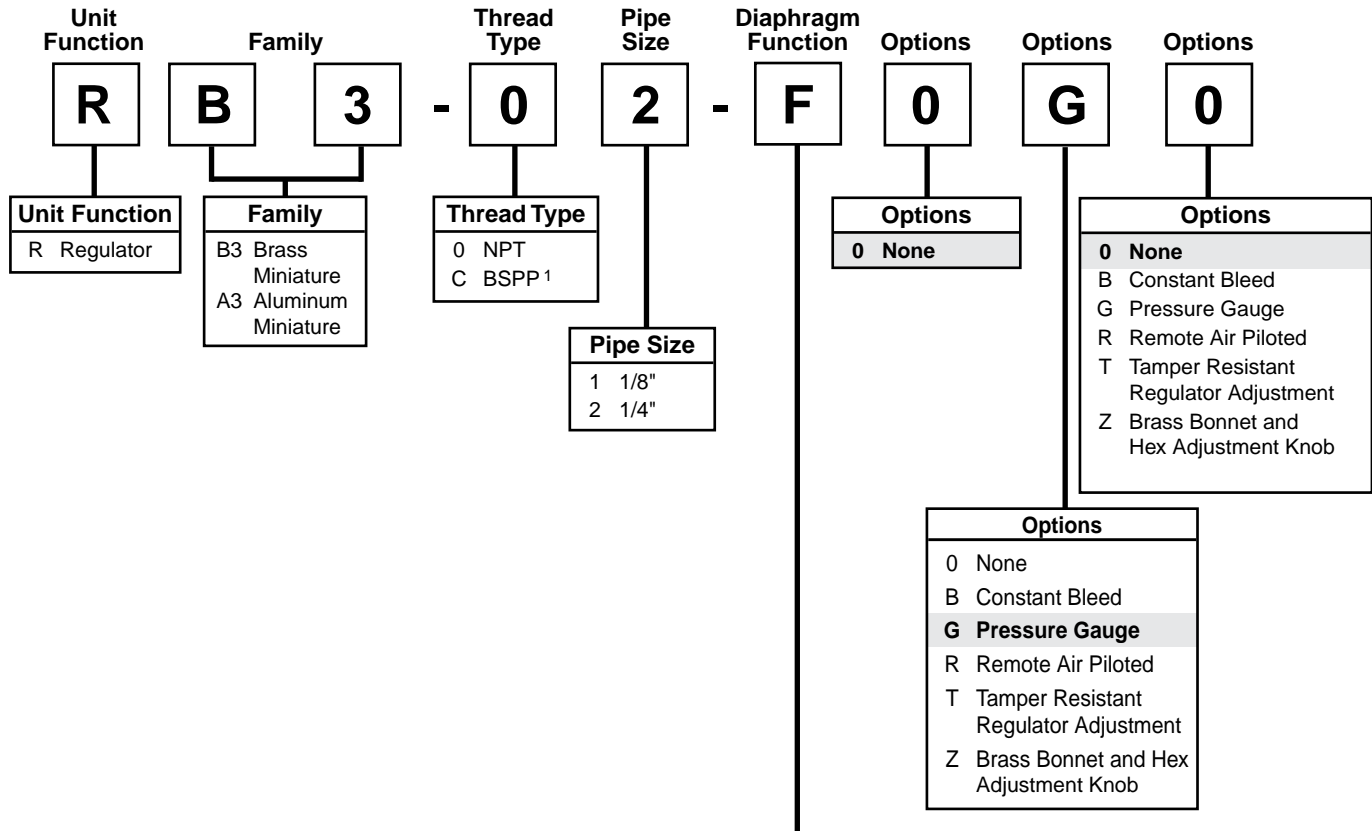 Unit Function
Family
Thread Type
Pipe Size
Diaphragm Function
Options
Options
Options
R B 3 - 0 2 - F 0 G 0
Unit Function
R Regulator
Family
B3 Brass
Miniature
A3 Aluminum
Miniature
Thread Type
0 NPT
C BSPP 1
Pipe Size
1 1/8"
2 1/4"
Options
0 None
Options
0 None
B Constant Bleed
G Pressure Gauge
R Remote Air Piloted
T Tamper Resistant
Regulator Adjustment
Z Brass Bonnet and
Hex Adjustment Knob
Options
0 None
B Constant Bleed
G Pressure Gauge
R Remote Air Piloted
T Tamper Resistant
Regulator Adjustment
Z Brass Bonnet and Hex
Adjustment Knob